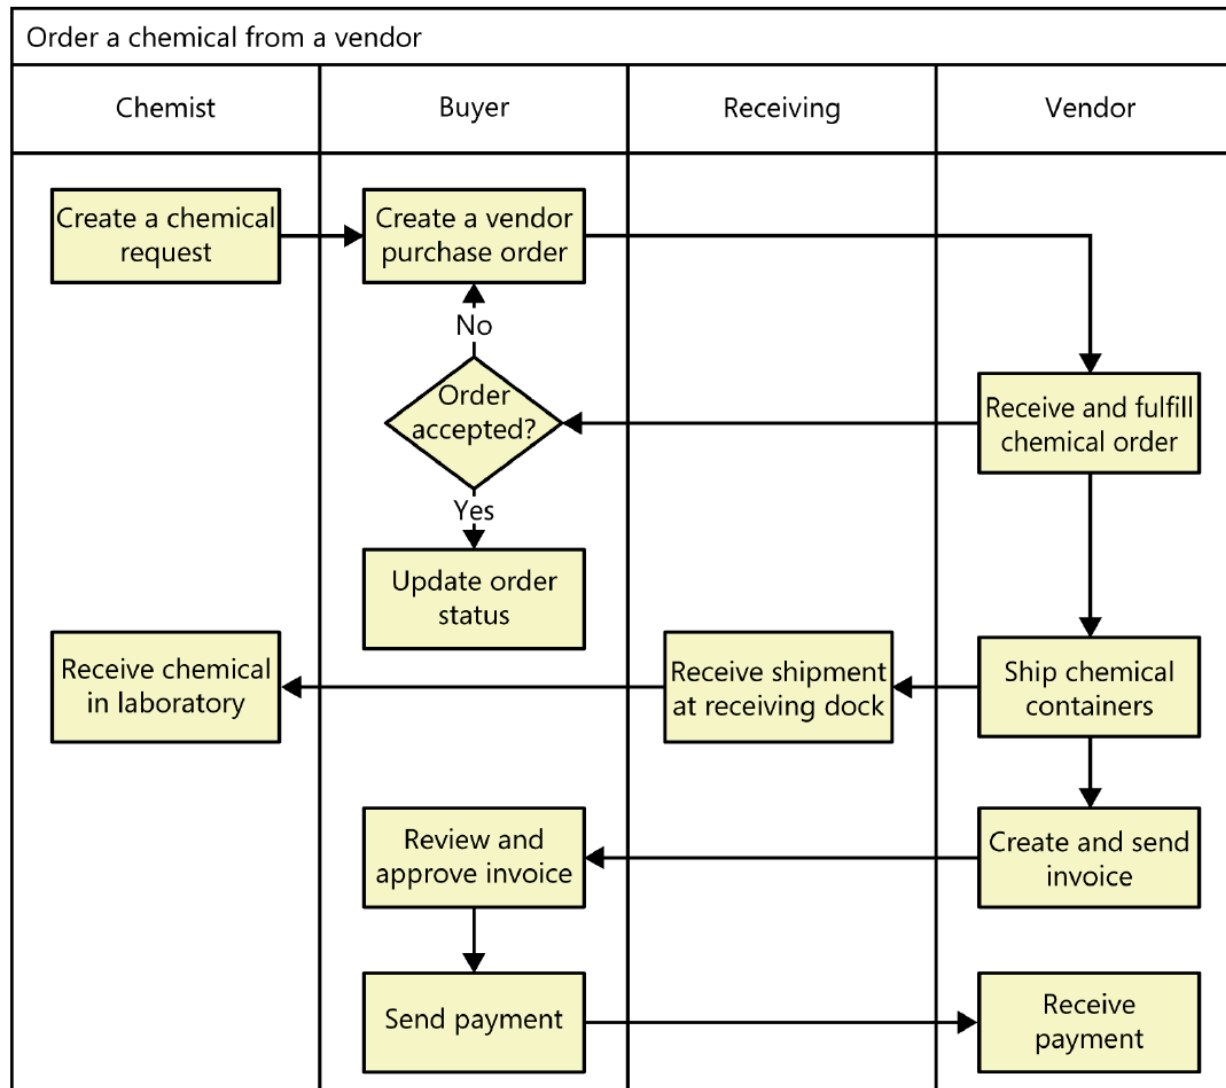 Order a chemical from a vendor
Chemist
Buyer
Receiving
Vendor
Create a chemical
request
Create a vendor
purchase order
No
Order
accepted?
Receive and fulfill
chemical order
Yes
Update order
status
Receive chemical
in laboratory
Receive shipment
at receiving dock
Ship chemical
containers
Review and
approve invoice
Create and send
invoice
Send payment
Receive
payment